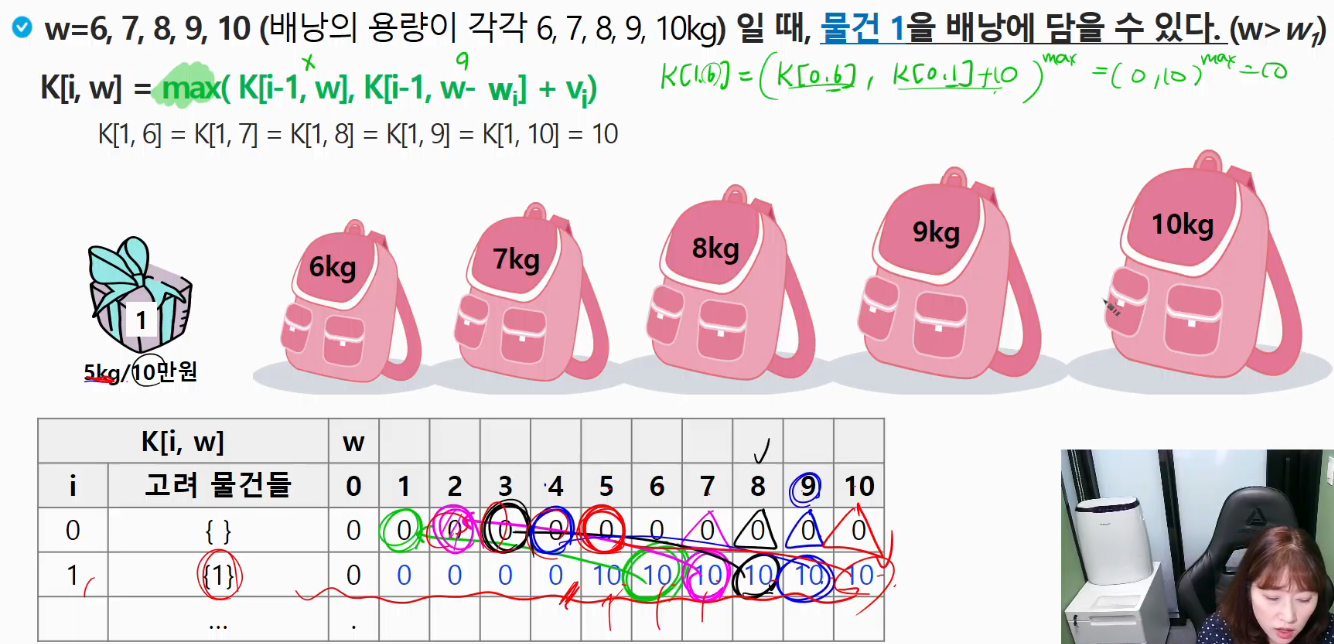 w=6, 7, 8, 9, 10 (배낭의 용량이 각각 6, 7, 8, 9, 10kg) 일 때, 물건 1을 배낭에 담을 수 있다. (w> w₁)
x 9
K[i, w] = max( K[i-1, w], K[i-1, w- wᵢ] + vᵢ)
K[1,6] = (K[0,6], K[0,1]+10)max = (0,10)max = 10
K[1, 6] = K[1, 7] = K[1, 8] = K[1, 9] = K[1, 10] = 10
6kg 7kg 8kg 9kg 10kg
1
5kg/10만원
K[i, w] w
i 고려 물건들 0 1 2 3 4 5 6 7 8 9 10
0 { } 0 0 0 0 0 0 0 0 0 0 0
1 {1} 0 0 0 0 0 10 10 10 10 10 10
... .